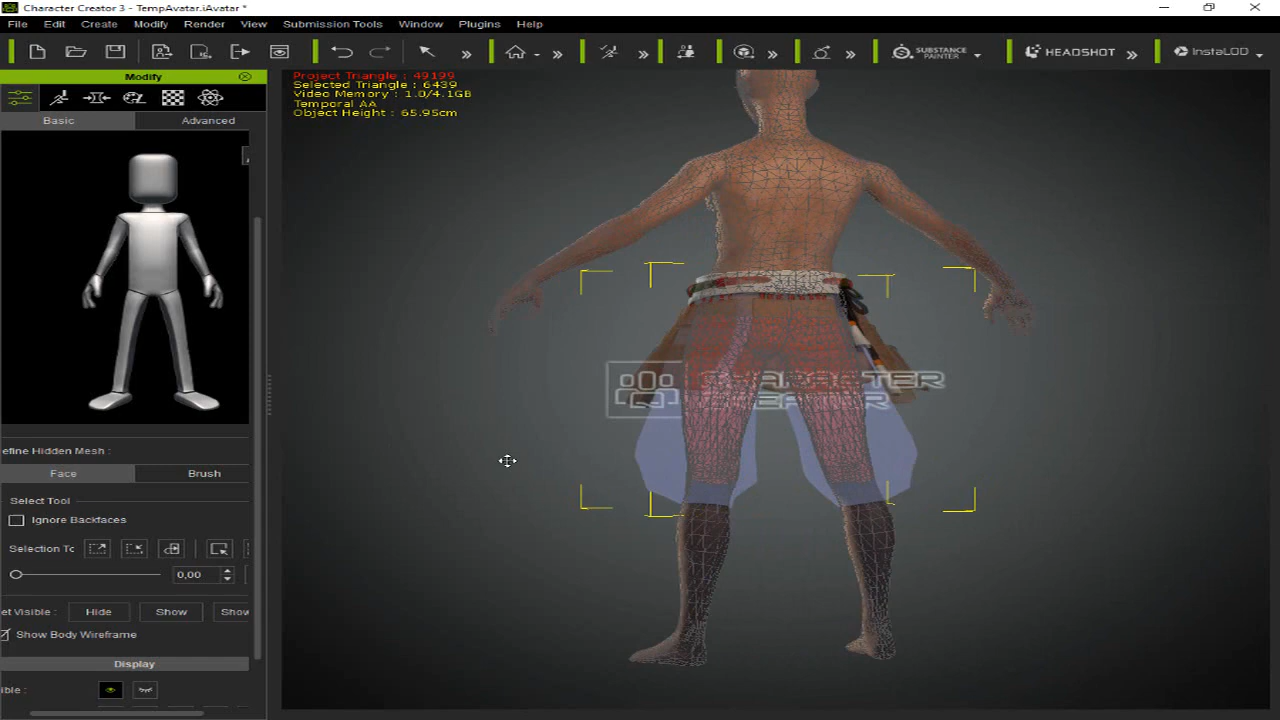 Character Creator 3 - TempAvatar.iAvatar *
File Edit Create Modify Render View Submission Tools Window Plugins Help
SUBSTANCE PAINTER HEADSHOT InstaLOD
Modify
Project Triangle : 49199
Selected Triangle : 6439
Video Memory : 1.0/4.1GB
Temporal AA
Object Height : 65.95cm
Basic Advanced
CHARACTER
CREATOR
efine Hidden Mesh :
Face Brush
Select Tool
Ignore Backfaces
Selection Tc
0,00
et Visible : Hide Show Show
Show Body Wireframe
Display
ible :